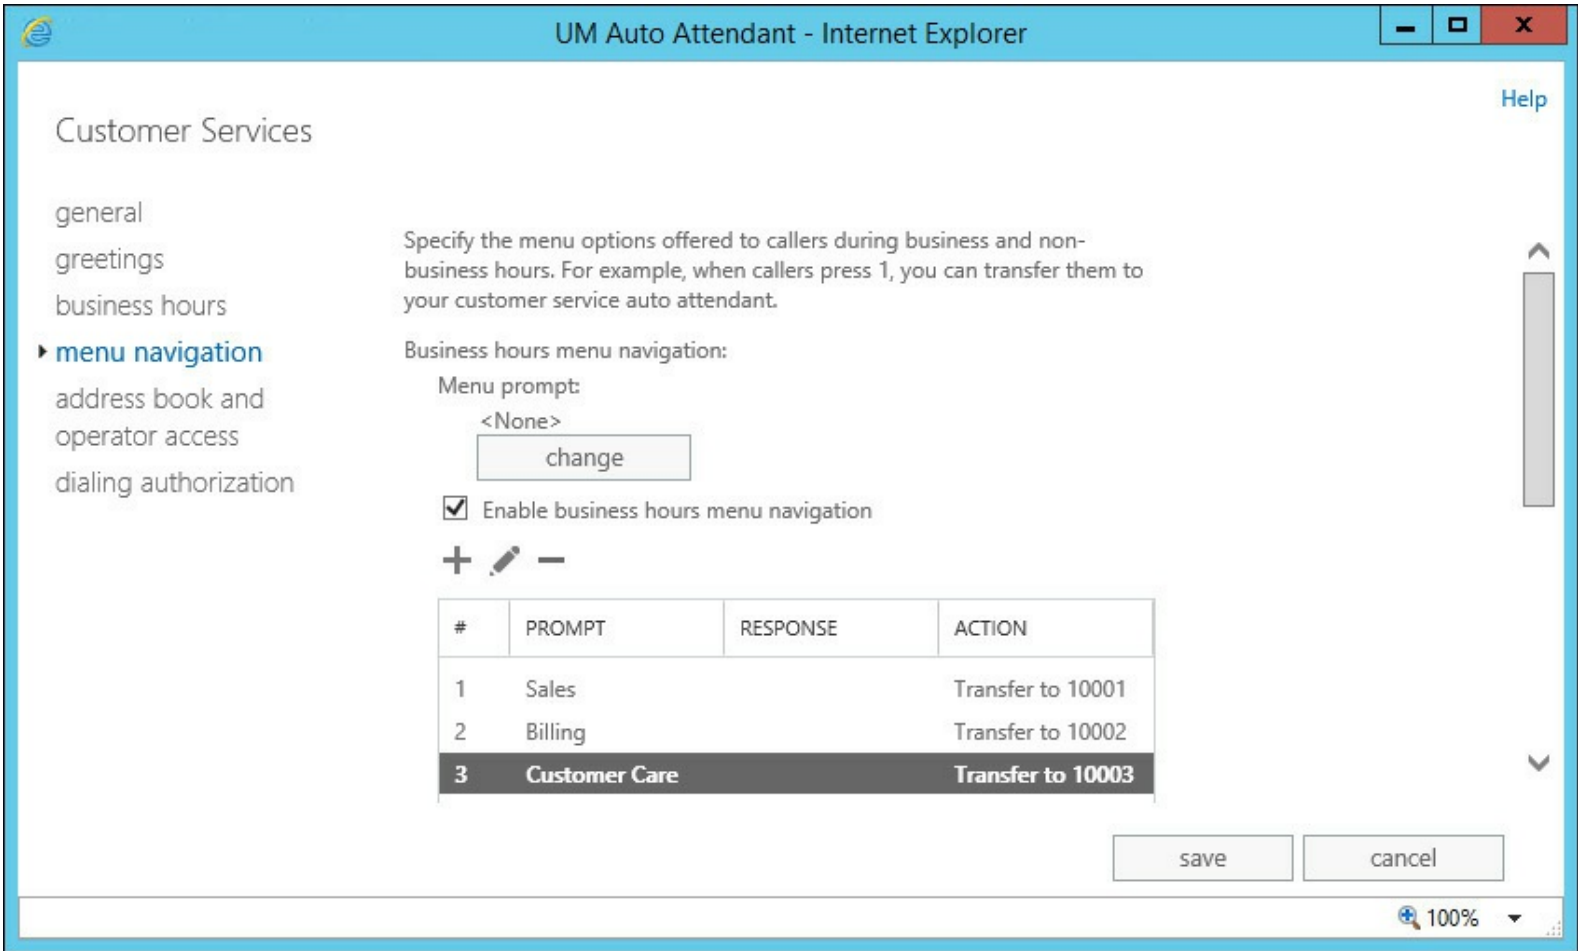 UM Auto Attendant - Internet Explorer
Help
Customer Services
general
greetings
business hours
menu navigation
address book and
operator access
dialing authorization
Specify the menu options offered to callers during business and non-
business hours. For example, when callers press 1, you can transfer them to
your customer service auto attendant.
Business hours menu navigation:
Menu prompt:
<None>
change
Enable business hours menu navigation
# PROMPT RESPONSE ACTION
1 Sales Transfer to 10001
2 Billing Transfer to 10002
3 Customer Care Transfer to 10003
save cancel
100%